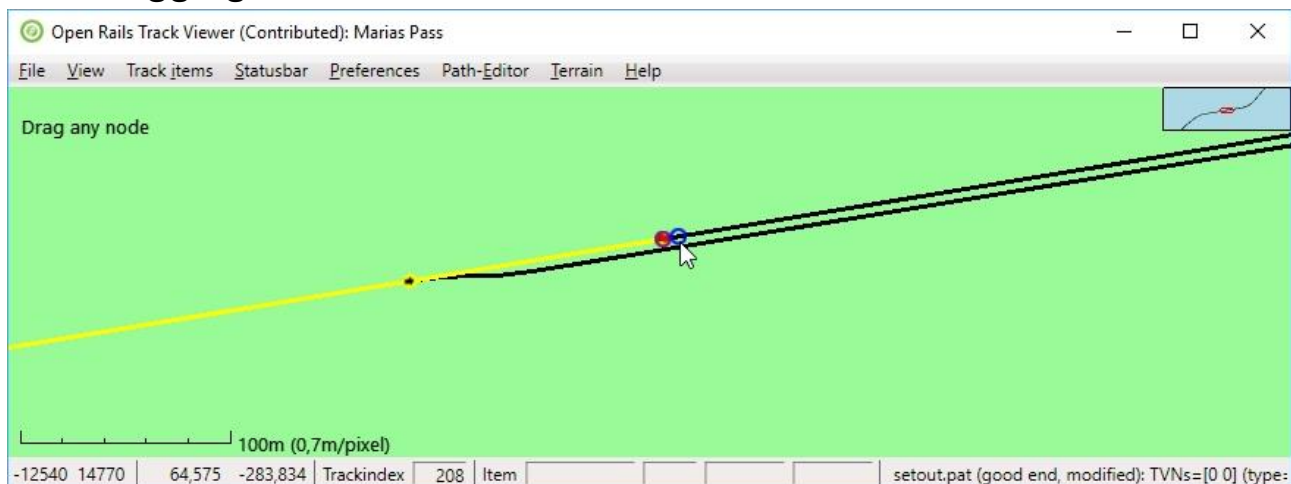 Open Rails Track Viewer (Contributed): Marias Pass
File View Track items Statusbar Preferences Path-Editor Terrain Help
Drag any node
100m (0,7m/pixel)
-12540 14770 64,575 -283,834 Trackindex 208 Item setout.pat (good end, modified): TVNs=[0 0] (type: